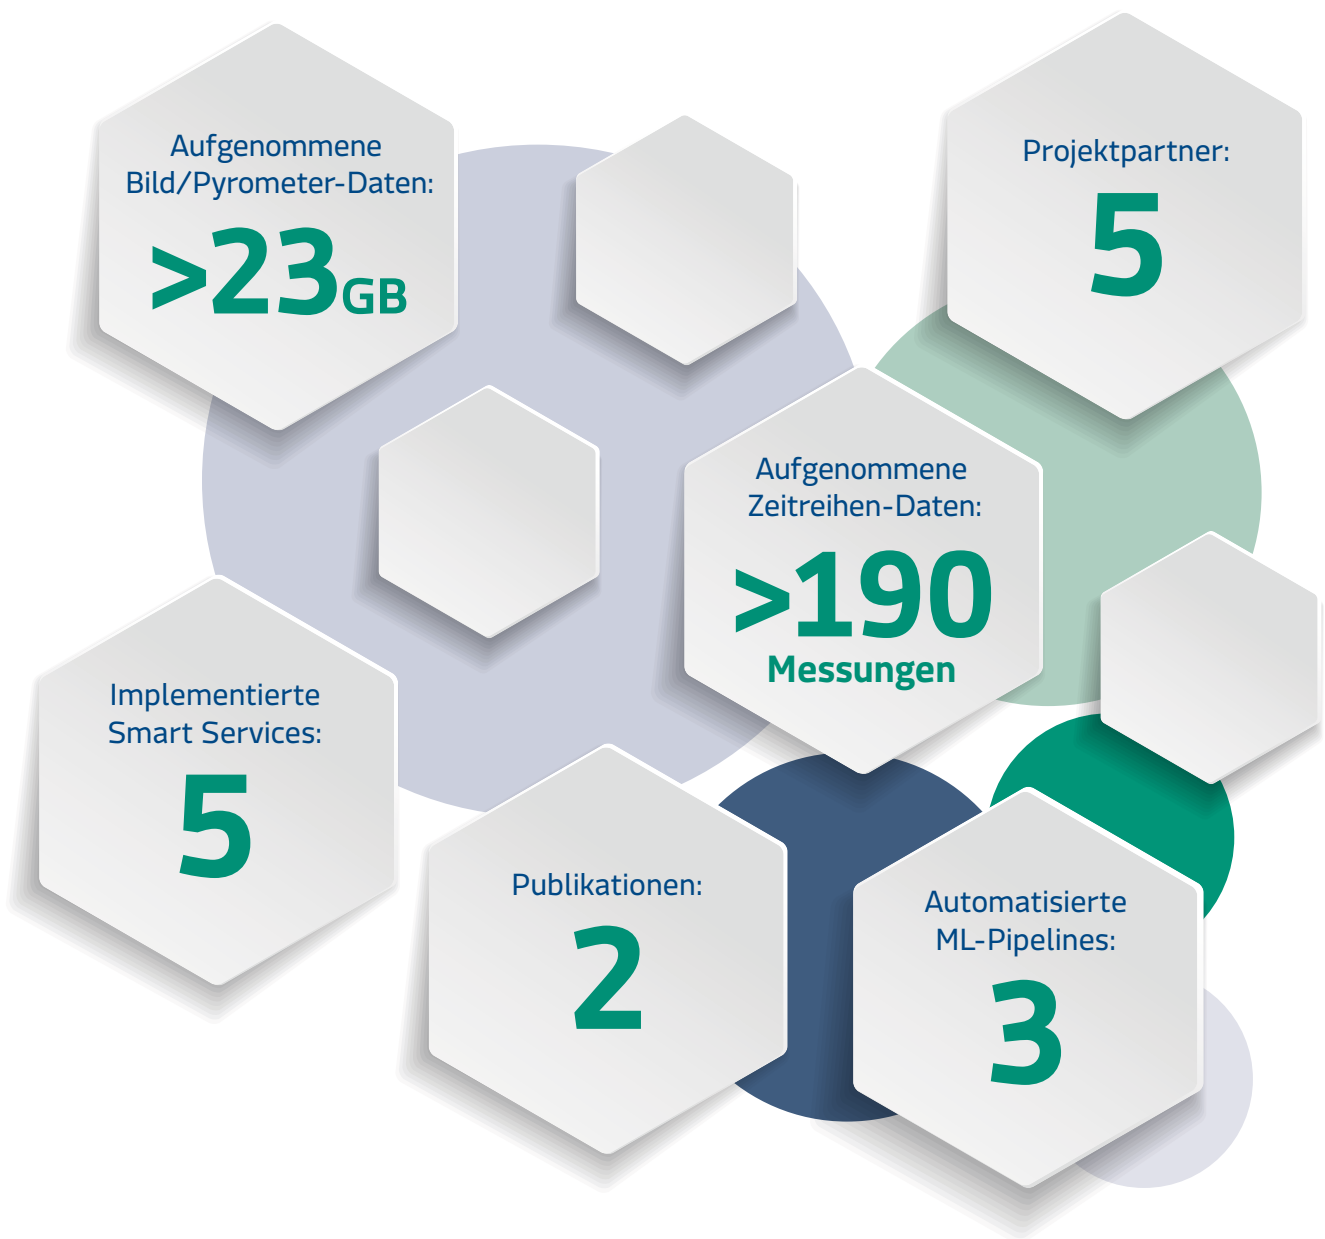 Aufgenommene
Bild/Pyrometer-Daten:
>23GB
Projektpartner:
5
Aufgenommene
Zeitreihen-Daten:
>190
Messungen
Implementierte
Smart Services:
5
Publikationen:
2
Automatisierte
ML-Pipelines:
3